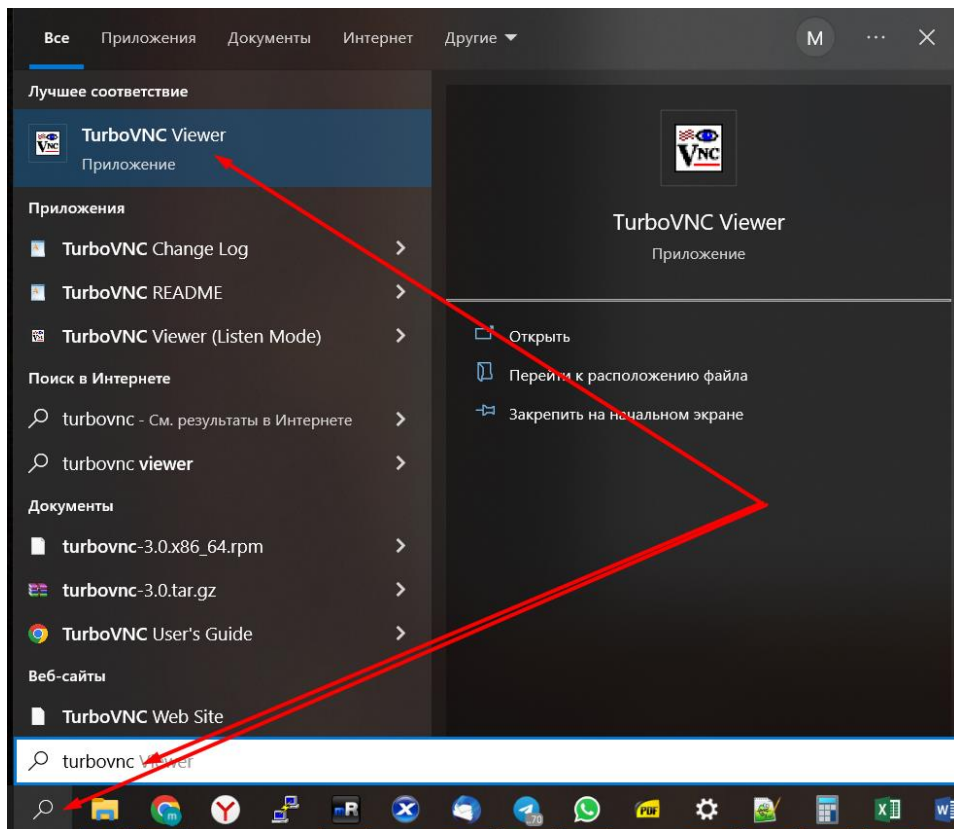 Все Приложения Документы Интернет Другие M ...
Лучшее соответствие
TurboVNC Viewer
Приложение
Приложения
TurboVNC Change Log
TurboVNC README
TurboVNC Viewer (Listen Mode)
Поиск в Интернете
turbovnc - См. результаты в Интернете
turbovnc viewer
Документы
turbovnc-3.0.x86_64.rpm
turbovnc-3.0.tar.gz
TurboVNC User's Guide
Веб-сайты
TurboVNC Web Site
turbovnc Viewer
VNC
TurboVNC Viewer
Приложение
Открыть
Перейти к расположению файла
Закрепить на начальном экране
70
PDF